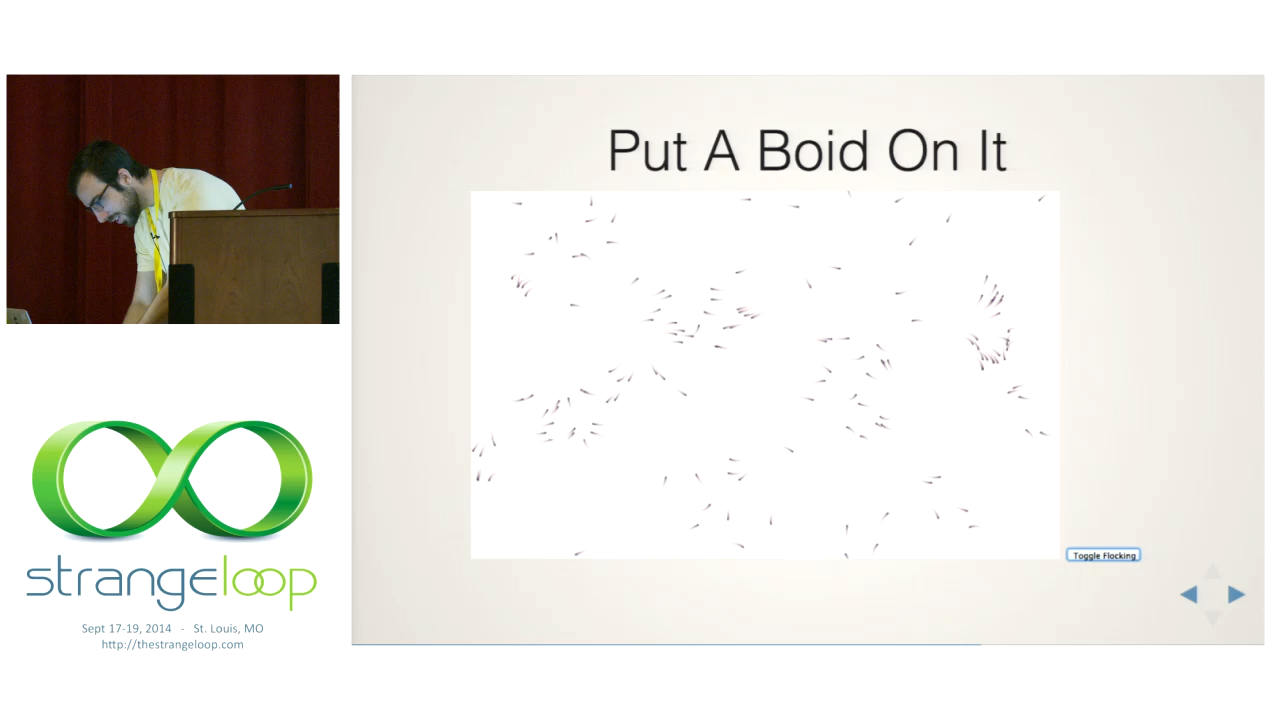 Put A Boid On It
Toggle Flocking
strangeloop
Sept 17-19, 2014 - St. Louis, MO
http://thestrangeloop.com